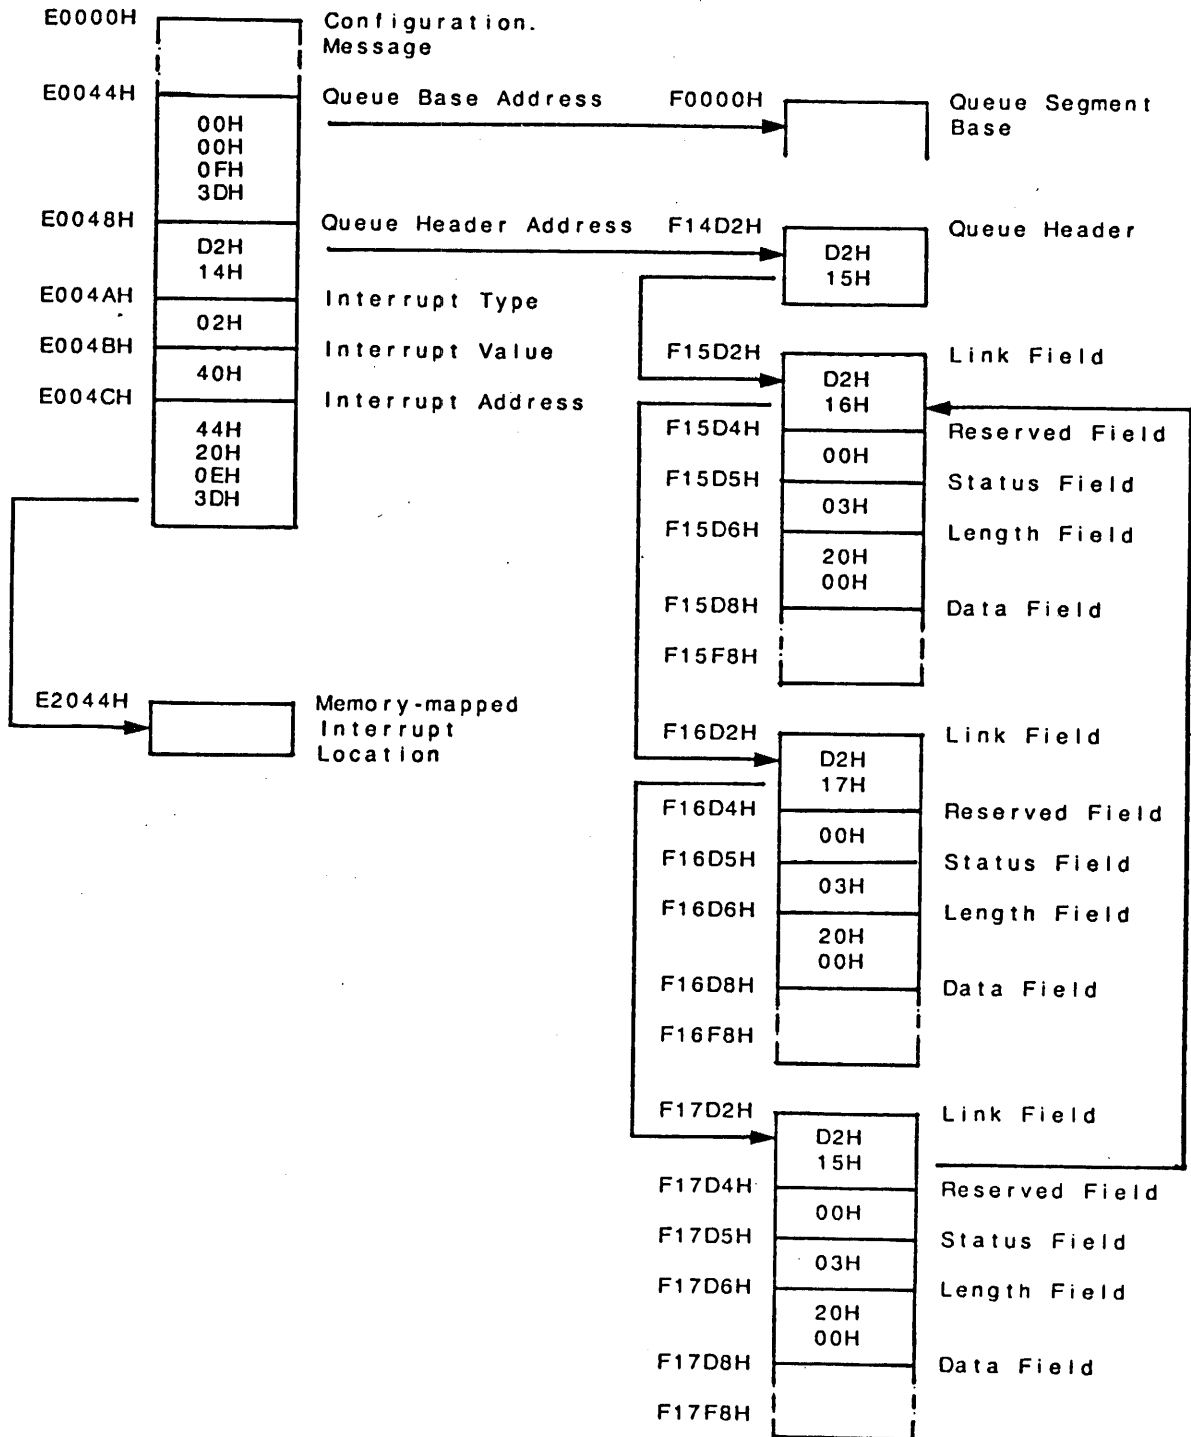 E0000H
Configuration.
Message
E0044H
00H
00H
0FH
3DH
Queue Base Address
F0000H
Queue Segment
Base
E0048H
D2H
14H
Queue Header Address
F14D2H
D2H
15H
Queue Header
E004AH
02H
Interrupt Type
E004BH
40H
Interrupt Value
E004CH
44H
20H
0EH
3DH
Interrupt Address
E2044H
Memory-mapped
Interrupt
Location
F15D2H
D2H
16H
Link Field
F15D4H
00H
Reserved Field
F15D5H
03H
Status Field
F15D6H
20H
00H
Length Field
F15D8H
Data Field
F15F8H
F16D2H
D2H
17H
Link Field
F16D4H
00H
Reserved Field
F16D5H
03H
Status Field
F16D6H
20H
00H
Length Field
F16D8H
Data Field
F16F8H
F17D2H
D2H
15H
Link Field
F17D4H
00H
Reserved Field
F17D5H
03H
Status Field
F17D6H
20H
00H
Length Field
F17D8H
Data Field
F17F8H